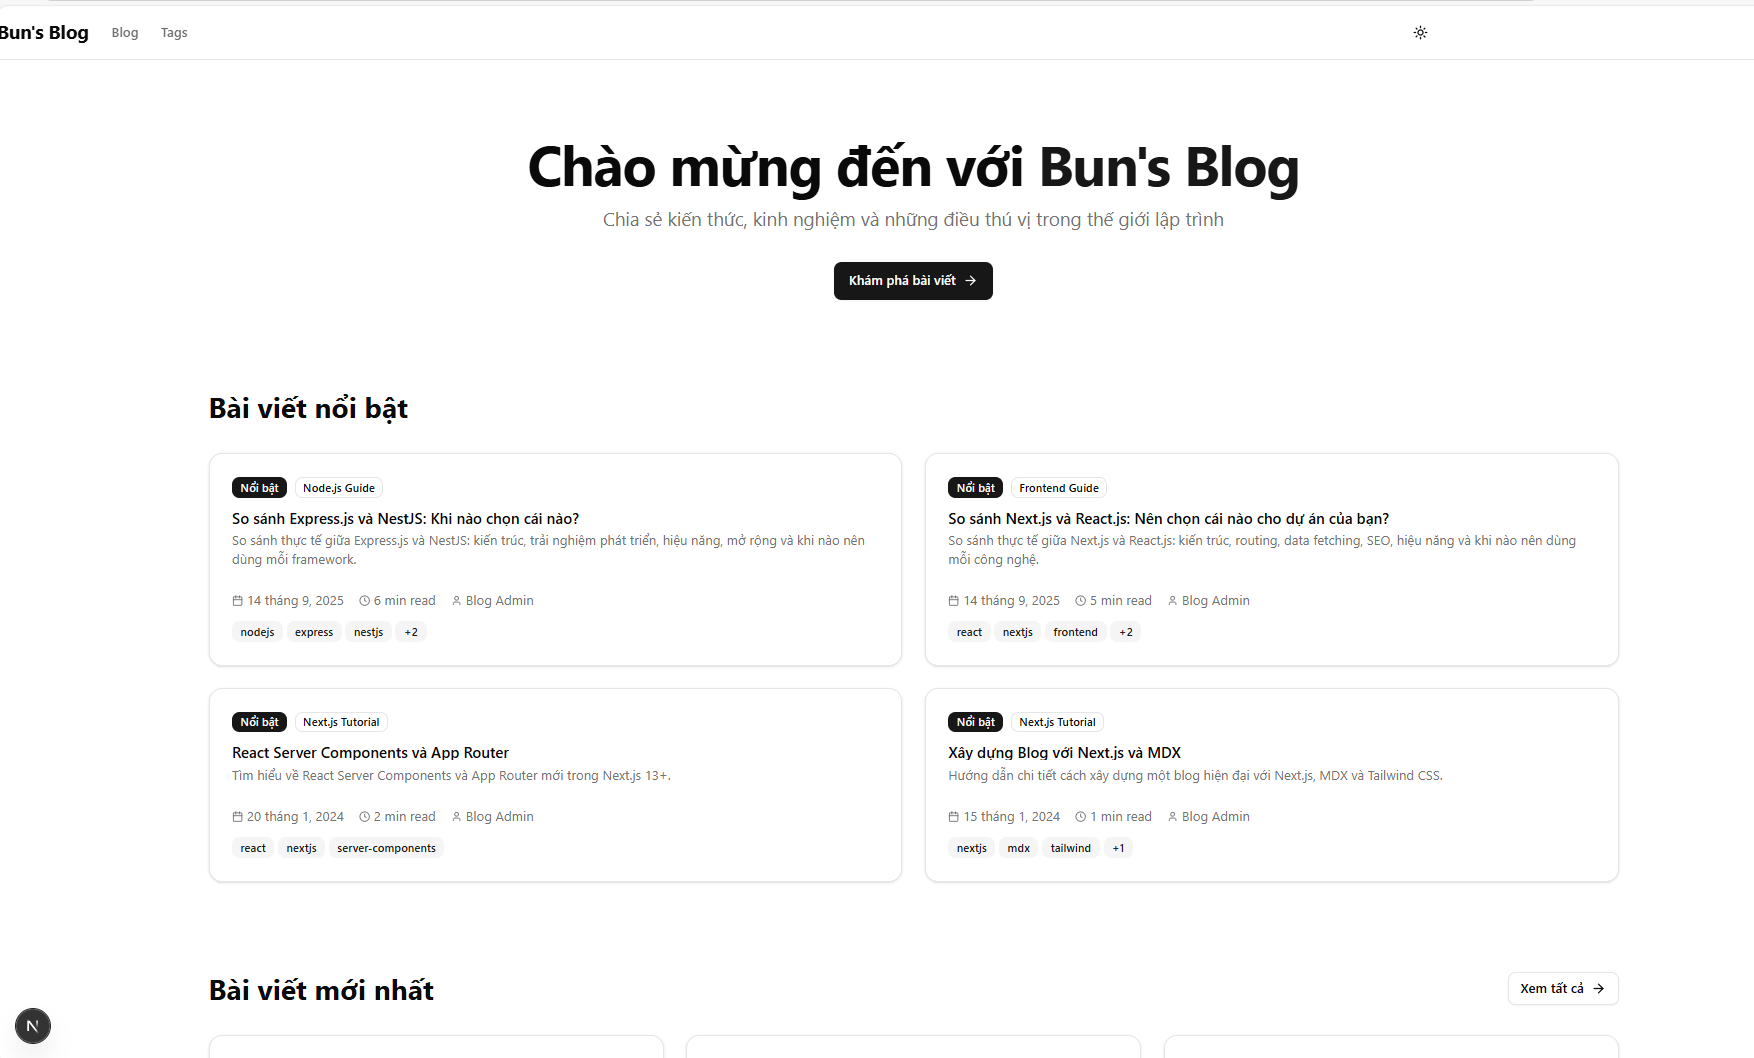 Bun's Blog Blog Tags
Chào mừng đến với Bun's Blog
Chia sẻ kiến thức, kinh nghiệm và những điều thú vị trong thế giới lập trình
Khám phá bài viết →
Bài viết nổi bật
Nổi bật Node.js Guide
So sánh Express.js và NestJS: Khi nào chọn cái nào?
So sánh thực tế giữa Express.js và NestJS: kiến trúc, trải nghiệm phát triển, hiệu năng, mở rộng và khi nào nên
dùng mỗi framework.
14 tháng 9, 2025 6 min read Blog Admin
nodejs express nestjs +2
Nổi bật Frontend Guide
So sánh Next.js và React.js: Nên chọn cái nào cho dự án của bạn?
So sánh thực tế giữa Next.js và React.js: kiến trúc, routing, data fetching, SEO, hiệu năng và khi nào nên dùng
mỗi công nghệ.
14 tháng 9, 2025 5 min read Blog Admin
react nextjs frontend +2
Nổi bật Next.js Tutorial
React Server Components và App Router
Tìm hiểu về React Server Components và App Router mới trong Next.js 13+.
20 tháng 1, 2024 2 min read Blog Admin
react nextjs server-components
Nổi bật Next.js Tutorial
Xây dựng Blog với Next.js và MDX
Hướng dẫn chi tiết cách xây dựng một blog hiện đại với Next.js, MDX và Tailwind CSS.
15 tháng 1, 2024 1 min read Blog Admin
nextjs mdx tailwind +1
Bài viết mới nhất
Xem tất cả →
N